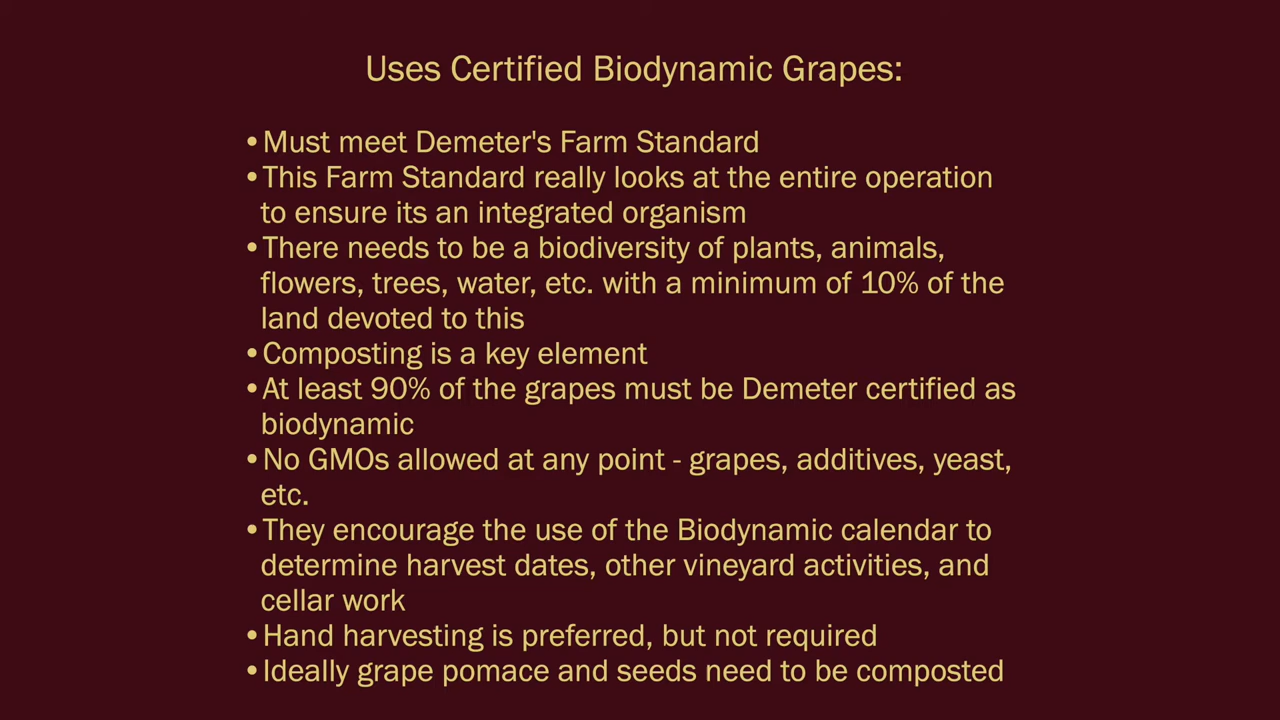 Uses Certified Biodynamic Grapes:
•Must meet Demeter's Farm Standard
•This Farm Standard really looks at the entire operation
to ensure its an integrated organism
•There needs to be a biodiversity of plants, animals,
flowers, trees, water, etc. with a minimum of 10% of the
land devoted to this
•Composting is a key element
•At least 90% of the grapes must be Demeter certified as
biodynamic
•No GMOs allowed at any point - grapes, additives, yeast,
etc.
•They encourage the use of the Biodynamic calendar to
determine harvest dates, other vineyard activities, and
cellar work
•Hand harvesting is preferred, but not required
•Ideally grape pomace and seeds need to be composted